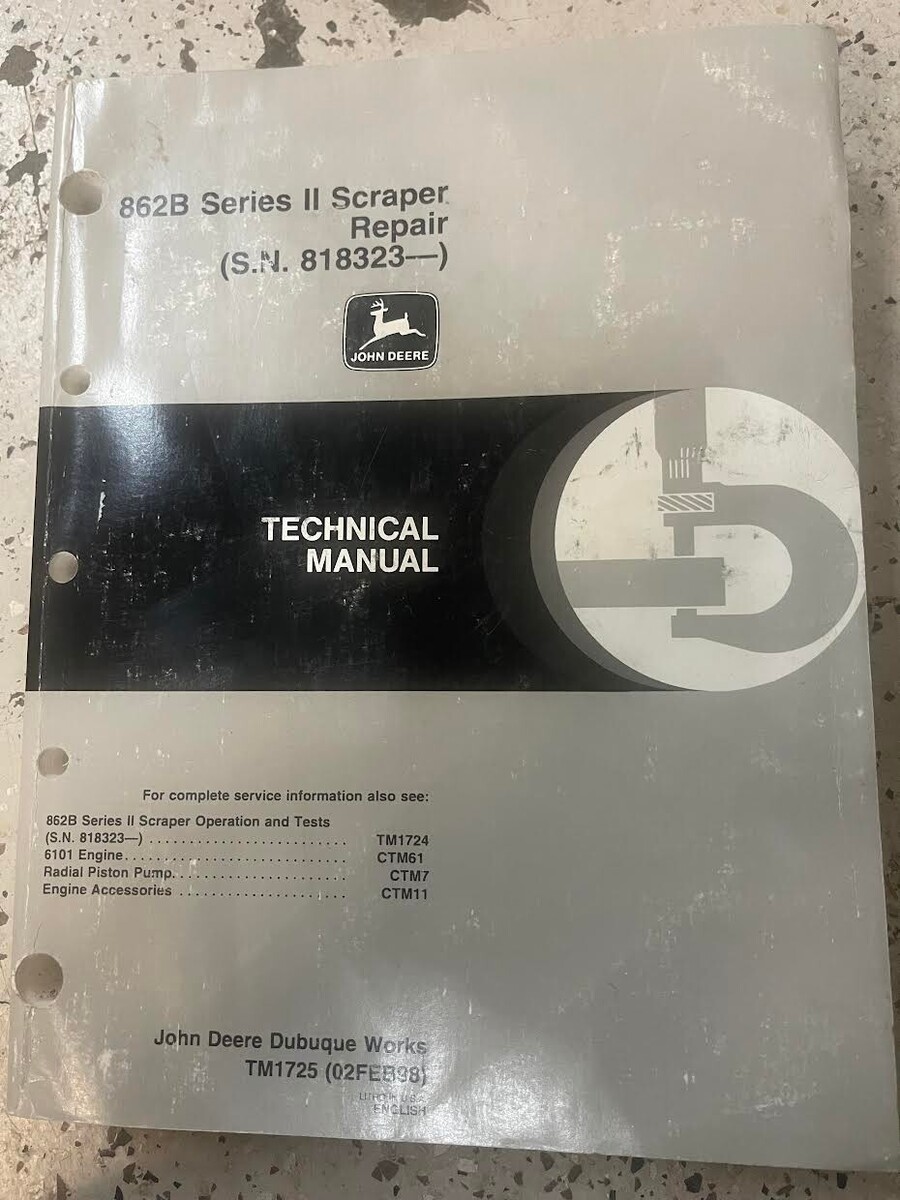 862B Series II Scraper
Repair
(S.N. 818323—)
JOHN DEERE
TECHNICAL
MANUAL
For complete service information also see:
862B Series II Scraper Operation and Tests
(S.N. 818323—) ......................... TM1724
6101 Engine............................ CTM61
Radial Piston Pump...................... CTM7
Engine Accessories ..................... CTM11
John Deere Dubuque Works
TM1725 (02FEB98)
LITHO IN U.S.A.
ENGLISH